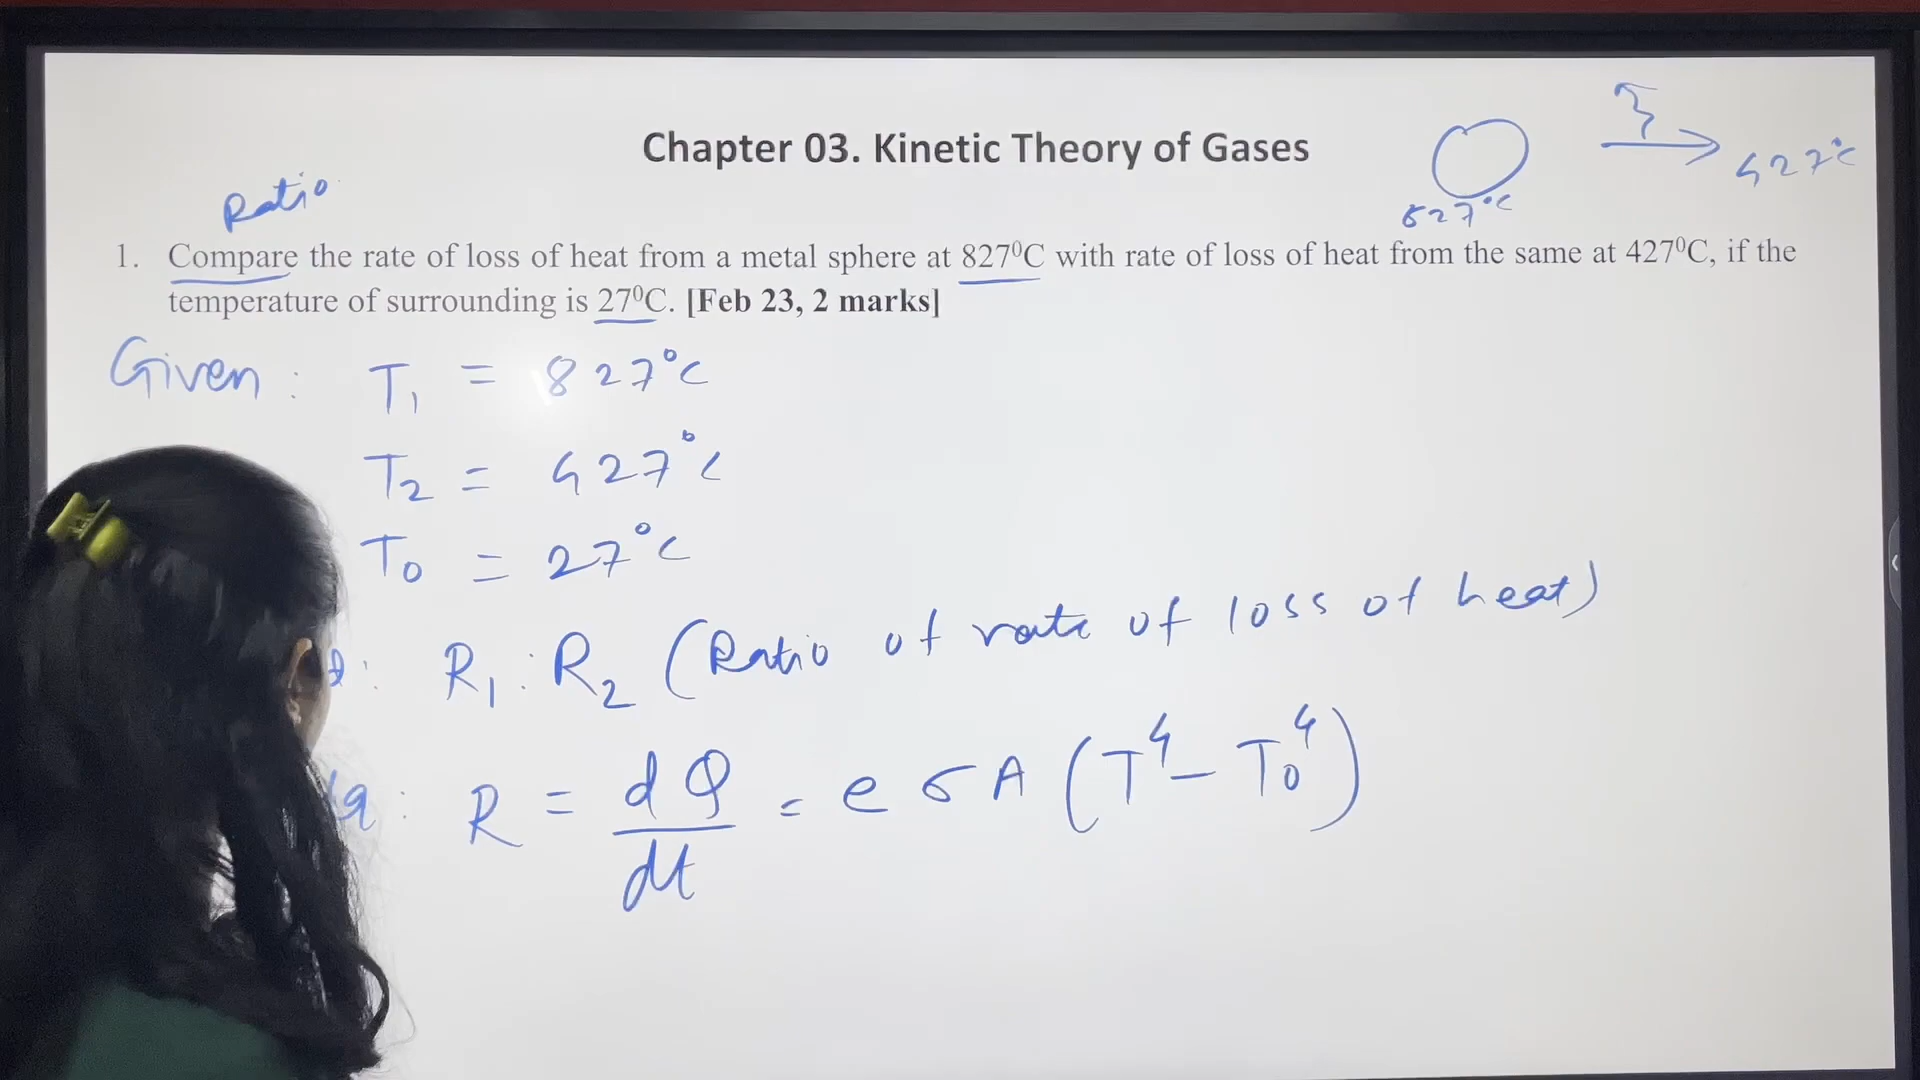 Chapter 03. Kinetic Theory of Gases
427°C
827°C
Ratio
1. Compare the rate of loss of heat from a metal sphere at 827⁰C with rate of loss of heat from the same at 427⁰C, if the
temperature of surrounding is 27⁰C. [Feb 23, 2 marks]
Given : T₁ = 827°C
T₂ = 427°C
T₀ = 27°C
R₁ : R₂ (Ratio of rate of loss of heat)
R = dQ/dt = e σ A (T⁴ – T₀⁴)